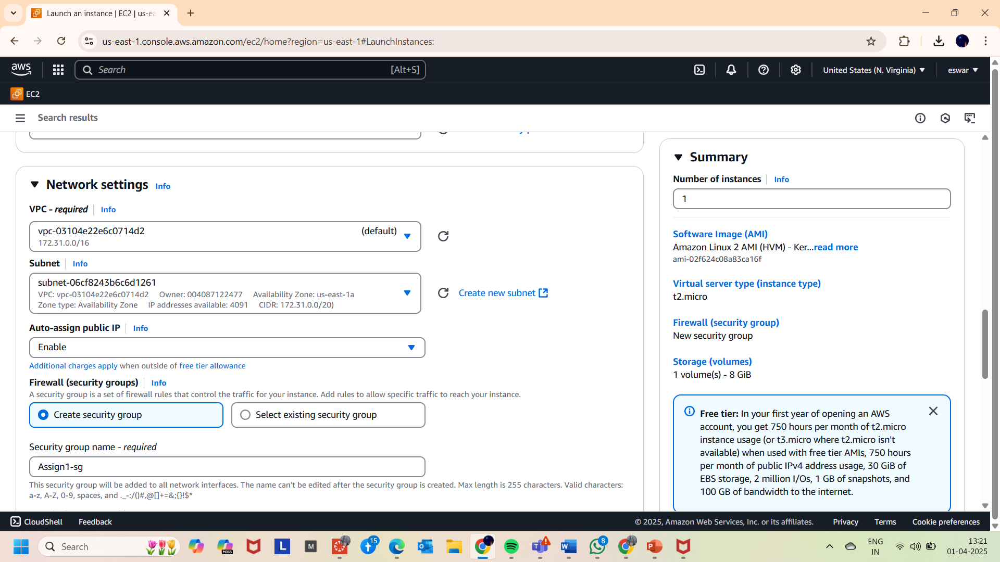 Launch an instance | EC2 | us-ea
us-east-1.console.aws.amazon.com/ec2/home?region=us-east-1#LaunchInstances:
aws
Search
[Alt+S]
United States (N. Virginia)
eswar
EC2
Search results
Network settings
Info
VPC - required
Info
vpc-03104e22e6c0714d2
(default)
172.31.0.0/16
Subnet
Info
subnet-06cf8243b6c6d1261
VPC: vpc-03104e22e6c0714d2 Owner: 004087122477 Availability Zone: us-east-1a
Zone type: Availability Zone IP addresses available: 4091 CIDR: 172.31.0.0/20)
Create new subnet
Auto-assign public IP
Info
Enable
Additional charges apply when outside of free tier allowance
Firewall (security groups)
Info
A security group is a set of firewall rules that control the traffic for your instance. Add rules to allow specific traffic to reach your instance.
Create security group
Select existing security group
Security group name - required
Assign1-sg
This security group will be added to all network interfaces. The name can't be edited after the security group is created. Max length is 255 characters. Valid characters:
a-z, A-Z, 0-9, spaces, and ._-:/()#,@[]+=&;{}!$*
Summary
Number of instances
Info
1
Software Image (AMI)
Amazon Linux 2 AMI (HVM) - Ker...read more
ami-02f624c08a83ca16f
Virtual server type (instance type)
t2.micro
Firewall (security group)
New security group
Storage (volumes)
1 volume(s) - 8 GiB
Free tier: In your first year of opening an AWS
account, you get 750 hours per month of t2.micro
instance usage (or t3.micro where t2.micro isn't
available) when used with free tier AMIs, 750 hours
per month of public IPv4 address usage, 30 GiB of
EBS storage, 2 million I/Os, 1 GB of snapshots, and
100 GB of bandwidth to the internet.
CloudShell
Feedback
© 2025, Amazon Web Services, Inc. or its affiliates.
Privacy
Terms
Cookie preferences
Search
M365
L
M
15
8
ENG
IN
13:21
01-04-2025